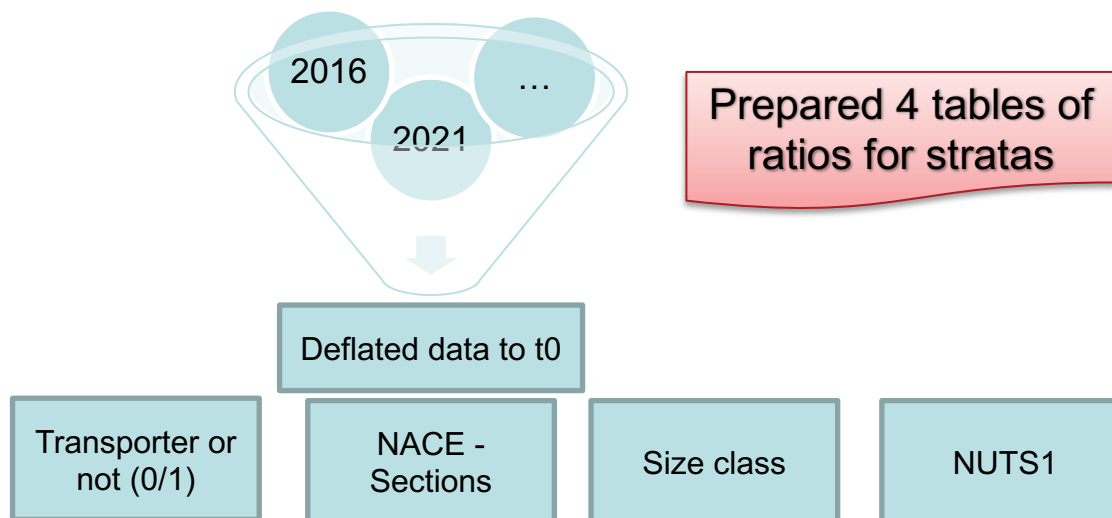 2016
...
2021
Prepared 4 tables of
ratios for stratas
Deflated data to t0
Transporter or
not (0/1)
NACE -
Sections
Size class
NUTS1